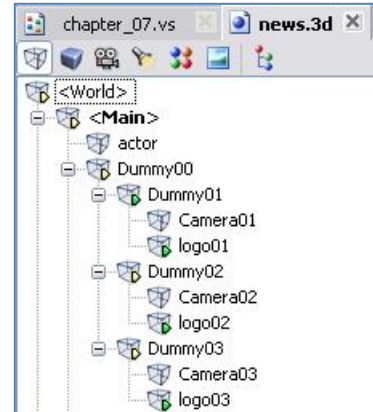 chapter_07.vs news.3d
<World>
<Main>
actor
Dummy00
Dummy01
Camera01
logo01
Dummy02
Camera02
logo02
Dummy03
Camera03
logo03